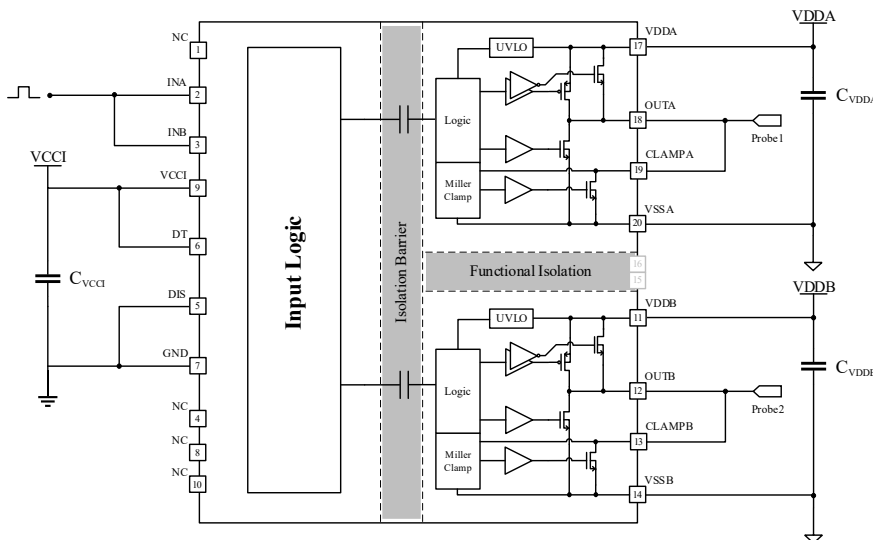 NC
1
INA
2
INB
3
VCCI
VCCI
9
DT
6
CVCCI
DIS
5
GND
7
NC
4
NC
8
NC
10
Input Logic
Isolation Barrier
UVLO
Logic
Miller
Clamp
VDDA
17
OUTA
18
CLAMPA
19
VSSA
20
VDDA
CVDDA
Probe1
Functional Isolation
16
15
UVLO
Logic
Miller
Clamp
VDDB
11
OUTB
12
CLAMPB
13
VSSB
14
VDDB
CVDDB
Probe2